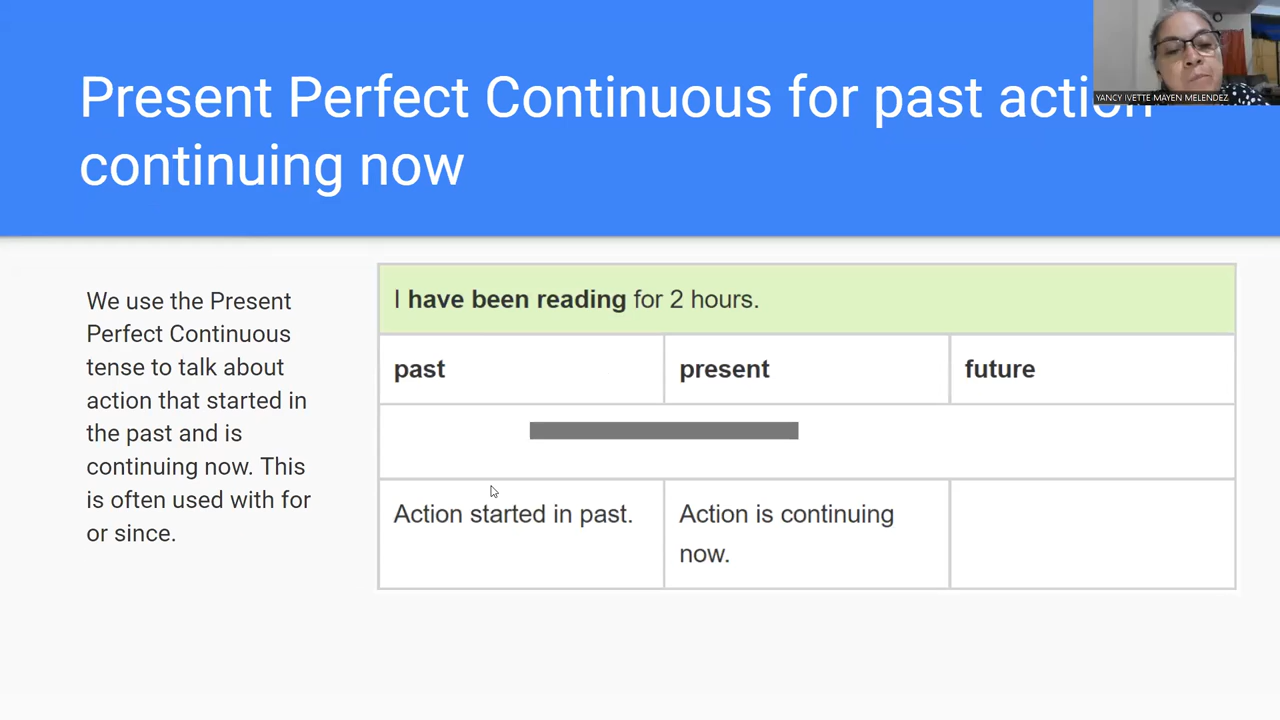 Present Perfect Continuous for past action
continuing now
YANCY IVETTE MAYEN MELENDEZ
We use the Present
Perfect Continuous
tense to talk about
action that started in
the past and is
continuing now. This
is often used with for
or since.
I have been reading for 2 hours.
past present future
Action started in past. Action is continuing
now.